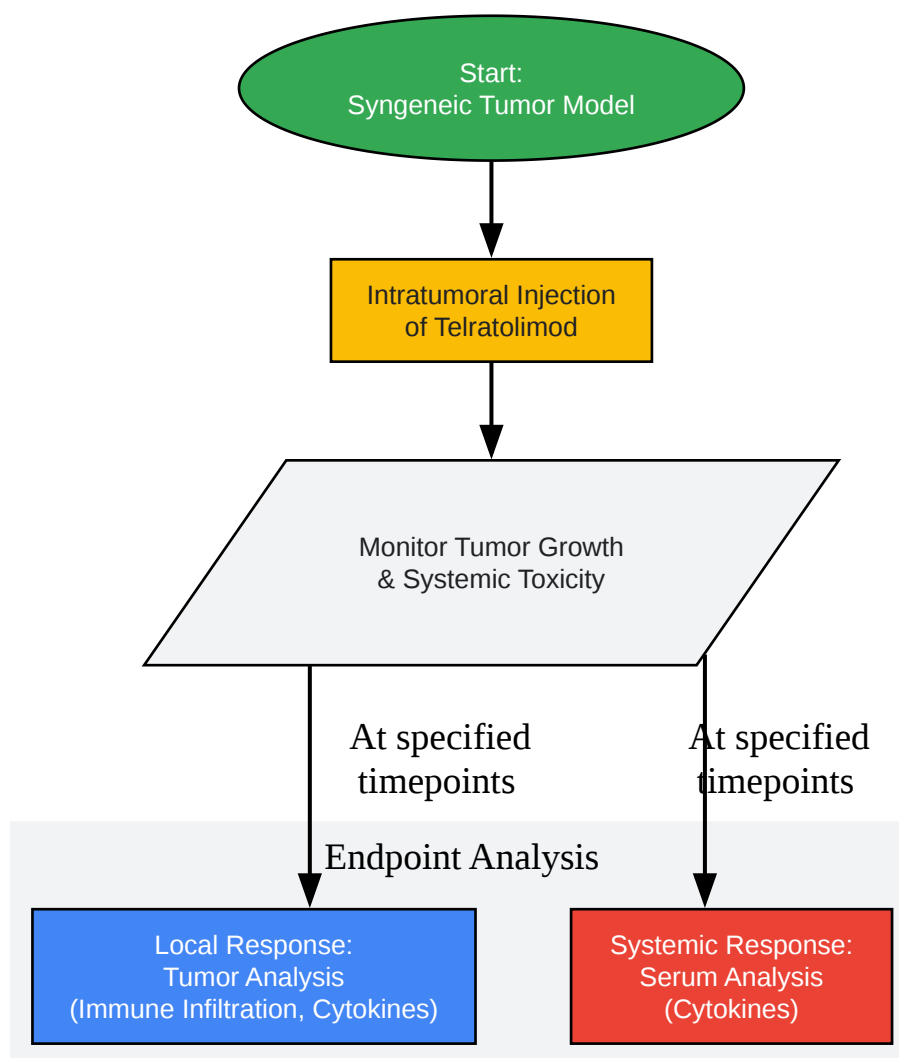 Start:
Syngeneic Tumor Model
Intratumoral Injection
of Telratolimod
Monitor Tumor Growth
& Systemic Toxicity
At specified
timepoints
At specified
timepoints
Endpoint Analysis
Local Response:
Tumor Analysis
(Immune Infiltration, Cytokines)
Systemic Response:
Serum Analysis
(Cytokines)